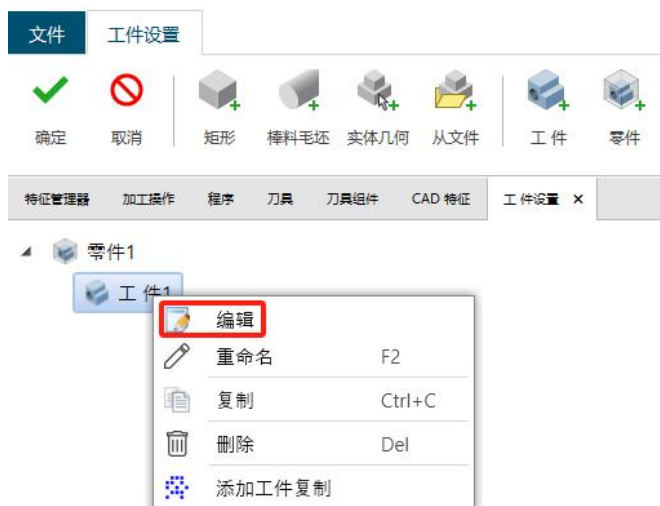 文件 工件设置
确定 取消 矩形 棒料毛坯 实体几何 从文件 工件 零件
特征管理器 加工操作 程序 刀具 刀具组件 CAD 特征 工件设置 ×
零件1
工件1
编辑
重命名 F2
复制 Ctrl+C
删除 Del
添加工件复制